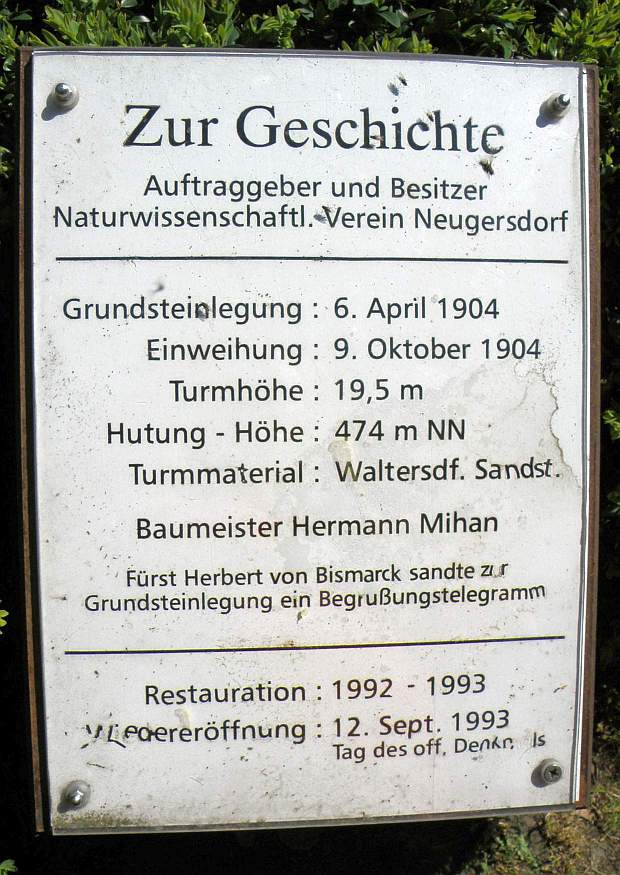 Zur Geschichte
Auftraggeber und Besitzer
Naturwissenschaftl. Verein Neugersdorf
Grundsteinlegung : 6. April 1904
Einweihung : 9. Oktober 1904
Turmhöhe : 19,5 m
Hutung - Höhe : 474 m NN
Turmmaterial : Waltersdf. Sandst.
Baumeister Hermann Mihan
Fürst Herbert von Bismarck sandte zur
Grundsteinlegung ein Begrußungstelegramm
Restauration : 1992 - 1993
Wiedereröffnung : 12. Sept. 1993
Tag des off.